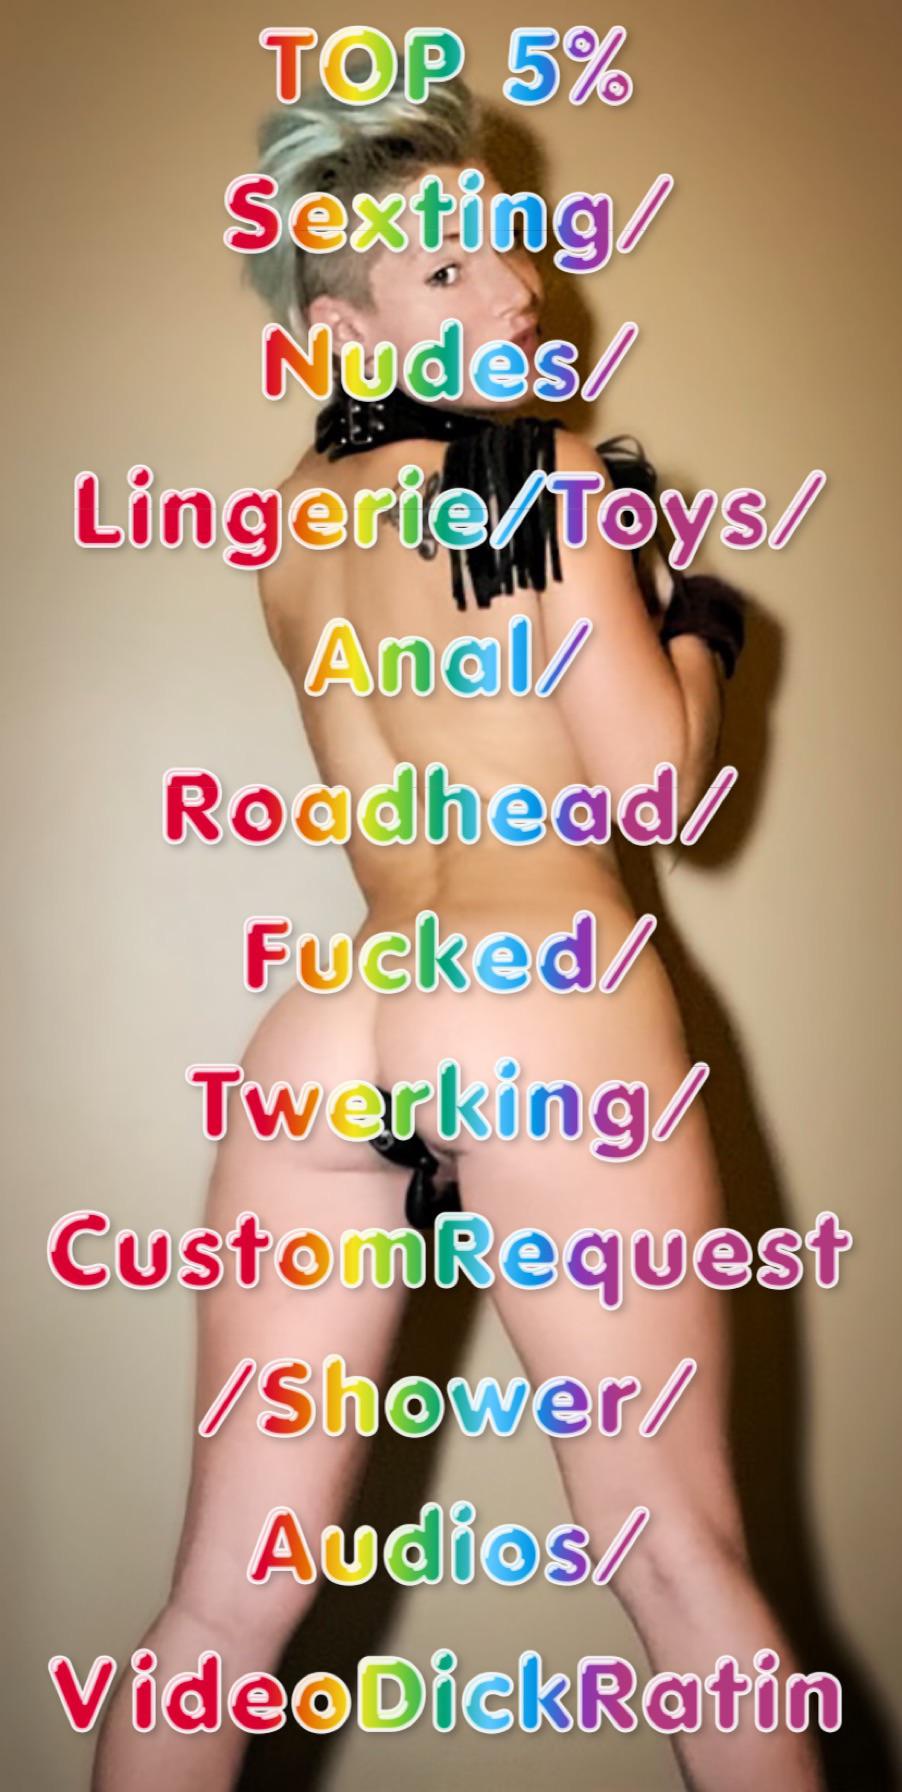 TOP 5%
Sexting/
Nudes/
Lingerie/Toys/
Anal/
Roadhead/
Fucked/
Twerking/
CustomRequest
/Shower/
Audios/
VideoDickRatin